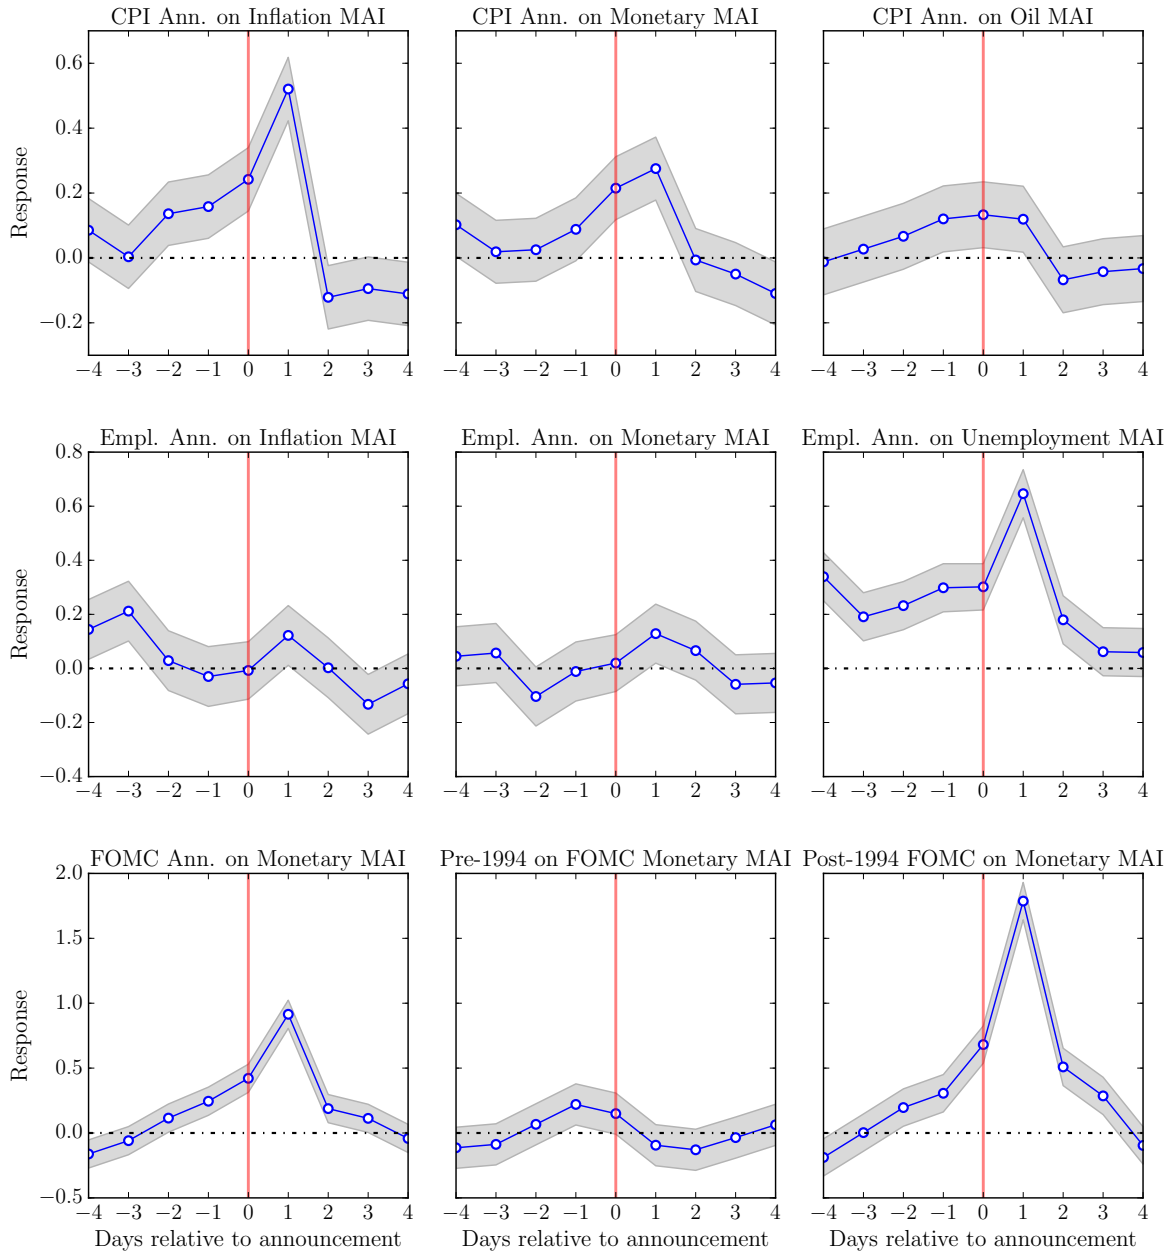 CPI Ann. on Inflation MAI
CPI Ann. on Monetary MAI
CPI Ann. on Oil MAI
Response
0.6
0.4
0.2
0.0
−0.2
−4 −3 −2 −1 0 1 2 3 4
−4 −3 −2 −1 0 1 2 3 4
−4 −3 −2 −1 0 1 2 3 4
Empl. Ann. on Inflation MAI
Empl. Ann. on Monetary MAI
Empl. Ann. on Unemployment MAI
Response
0.8
0.6
0.4
0.2
0.0
−0.2
−0.4
−4 −3 −2 −1 0 1 2 3 4
−4 −3 −2 −1 0 1 2 3 4
−4 −3 −2 −1 0 1 2 3 4
FOMC Ann. on Monetary MAI
Pre-1994 on FOMC Monetary MAI
Post-1994 FOMC on Monetary MAI
Response
2.0
1.5
1.0
0.5
0.0
−0.5
−4 −3 −2 −1 0 1 2 3 4
−4 −3 −2 −1 0 1 2 3 4
−4 −3 −2 −1 0 1 2 3 4
Days relative to announcement
Days relative to announcement
Days relative to announcement